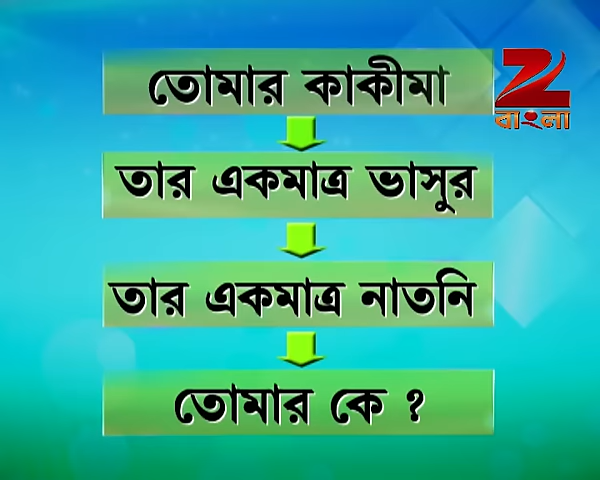 তোমার কাকীমা
বাংলা
তার একমাত্র ভাসুর
তার একমাত্র নাতনি
তোমার কে ?